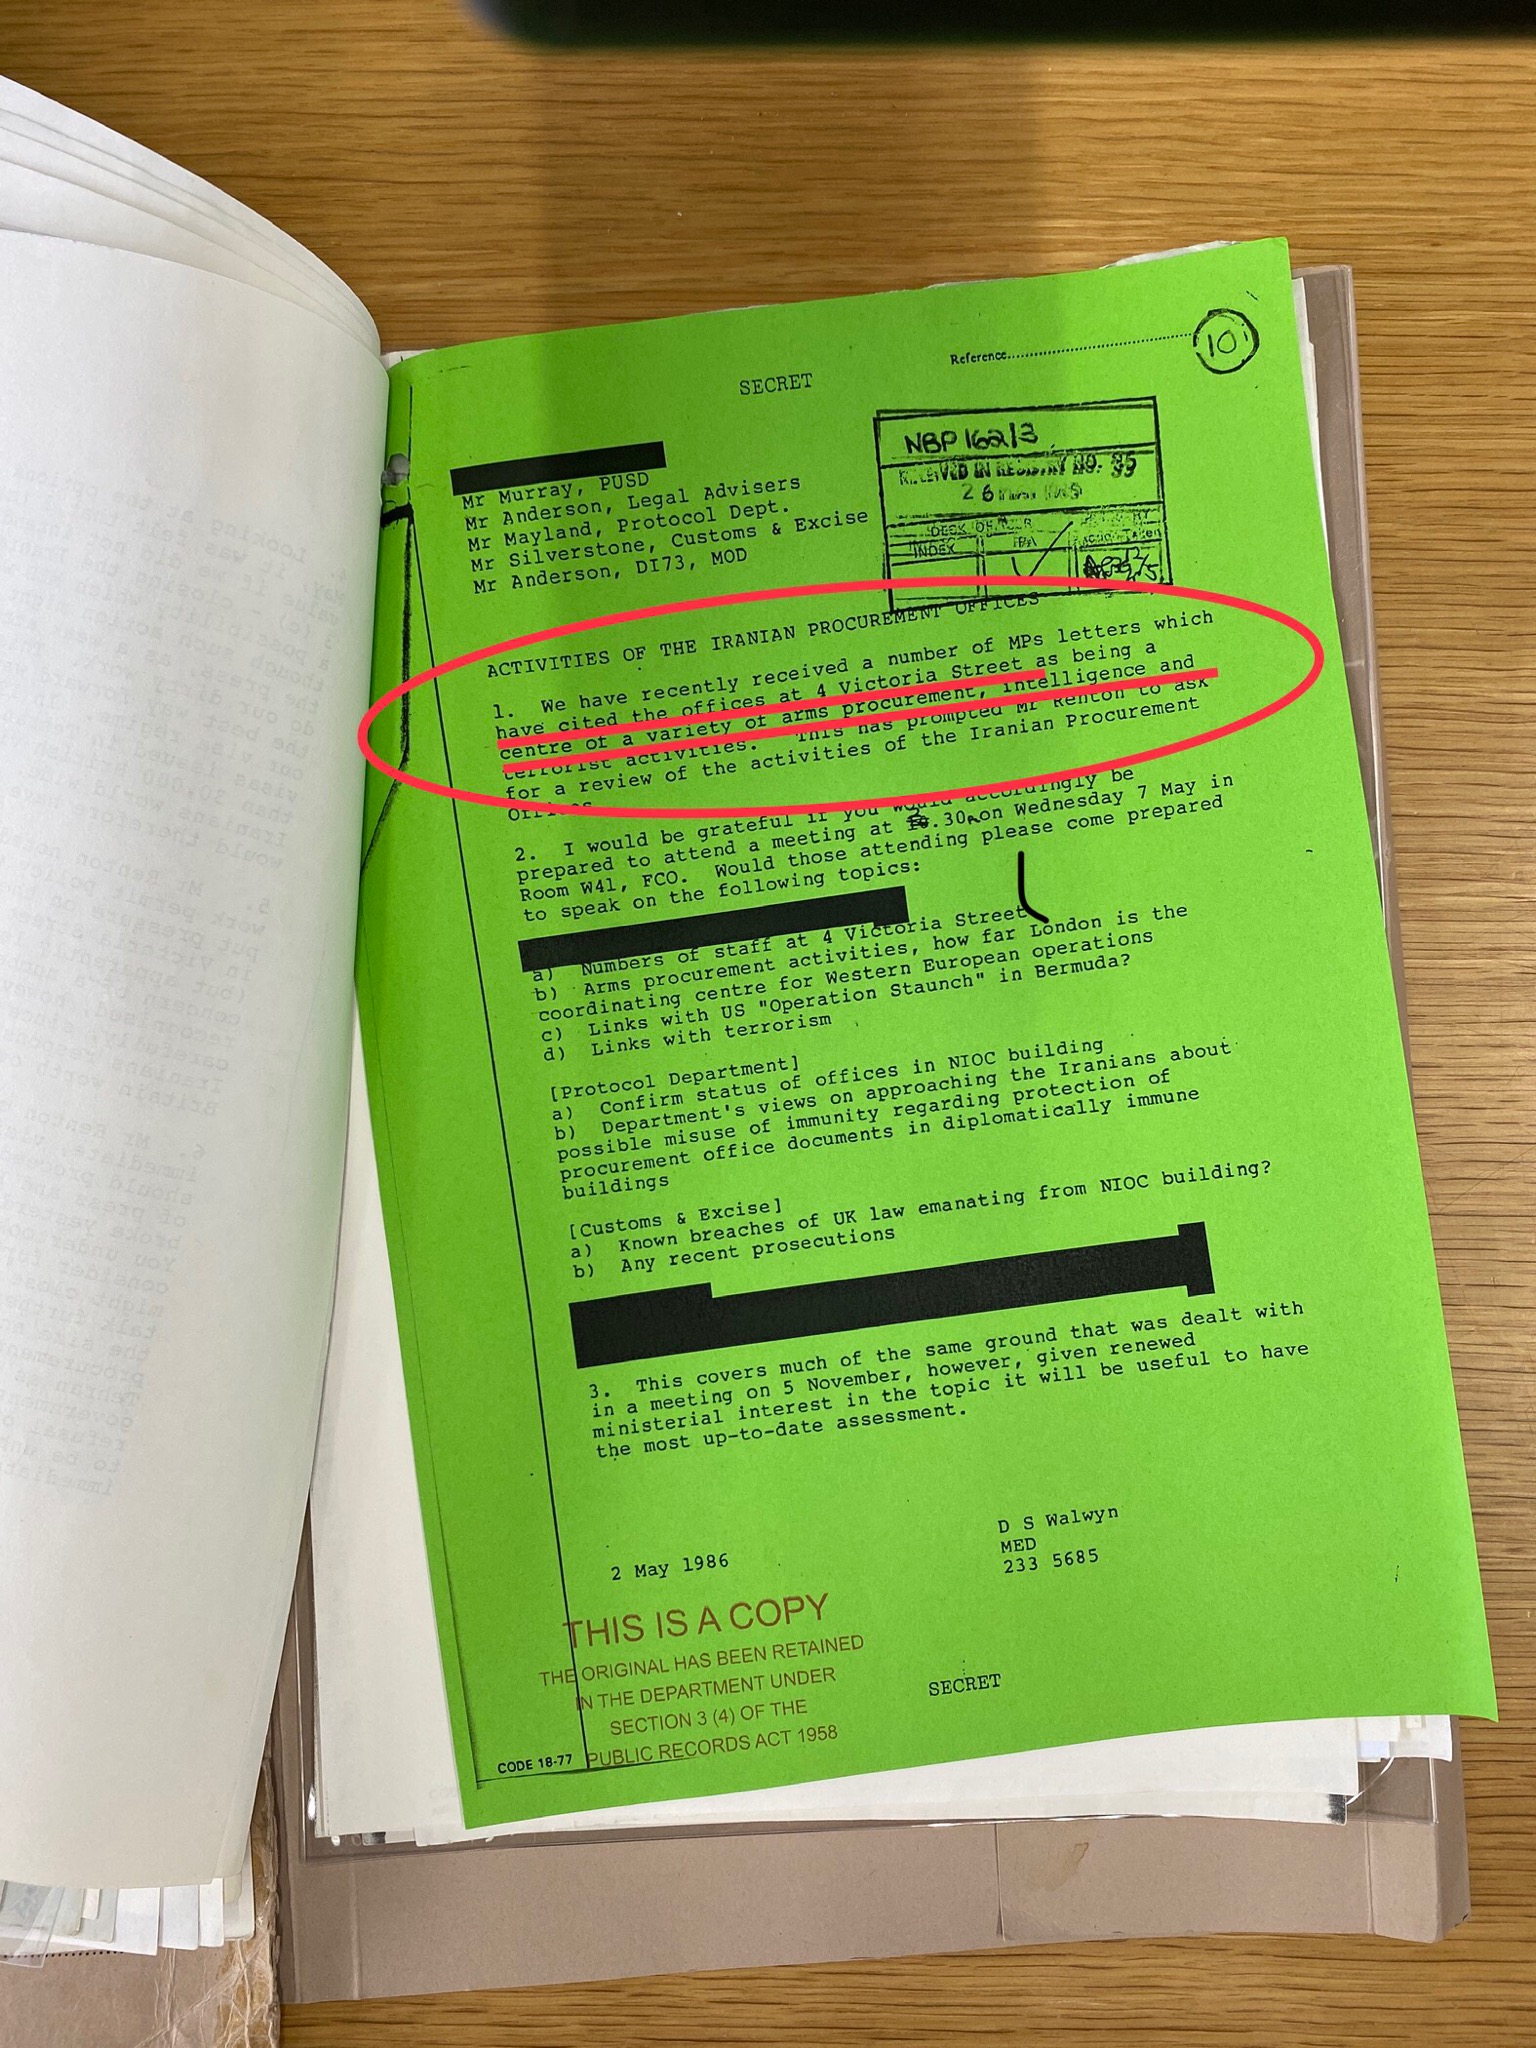 Reference
10
SECRET
NBP 162/3
RECEIVED IN REGISTRY NO.
26
Mr Murray, PUSD
Mr Anderson, Legal Advisers
Mr Mayland, Protocol Dept.
Mr Silverstone, Customs & Excise
Mr Anderson, DI73, MOD
DESK OFFICER
INDEX PA
ACTIVITIES OF THE IRANIAN PROCUREMENT OFFICES
1. We have recently received a number of MPs letters which
have cited the offices at 4 Victoria Street as being a
centre of a variety of arms procurement, intelligence and
terrorist activities. This has prompted Mr Renton to ask
for a review of the activities of the Iranian Procurement
Offices
2. I would be grateful if you would accordingly be
prepared to attend a meeting at .30 on Wednesday 7 May in
Room W41, FCO. Would those attending please come prepared
to speak on the following topics:
a) Numbers of staff at 4 Victoria Street
b) Arms procurement activities, how far London is the
coordinating centre for Western European operations
c) Links with US "Operation Staunch" in Bermuda?
d) Links with terrorism
[Protocol Department]
a) Confirm status of offices in NIOC building
b) Department's views on approaching the Iranians about
possible misuse of immunity regarding protection of
procurement office documents in diplomatically immune
buildings
[Customs & Excise]
a) Known breaches of UK law emanating from NIOC building?
b) Any recent prosecutions
3. This covers much of the same ground that was dealt with
in a meeting on 5 November, however, given renewed
ministerial interest in the topic it will be useful to have
the most up-to-date assessment.
D S Walwyn
MED
233 5685
2 May 1986
THIS IS A COPY
THE ORIGINAL HAS BEEN RETAINED
IN THE DEPARTMENT UNDER
SECTION 3 (4) OF THE
PUBLIC RECORDS ACT 1958
SECRET
CODE 18-77